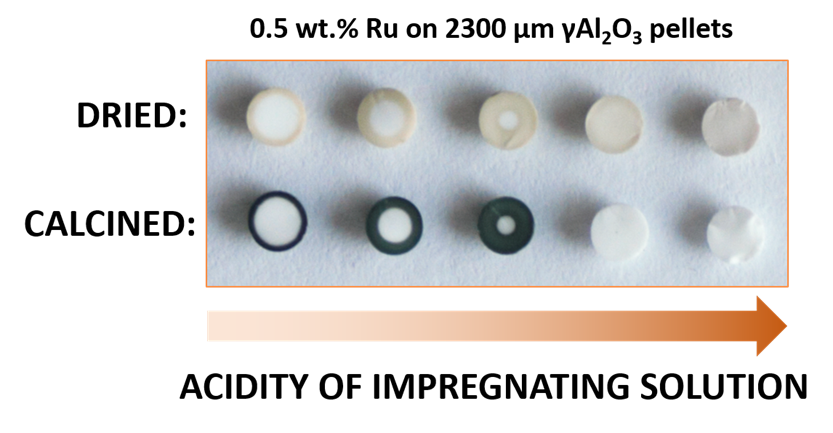 0.5 wt.% Ru on 2300 μm γAl₂O₃ pellets
DRIED:
CALCINED:
ACIDITY OF IMPREGNATING SOLUTION